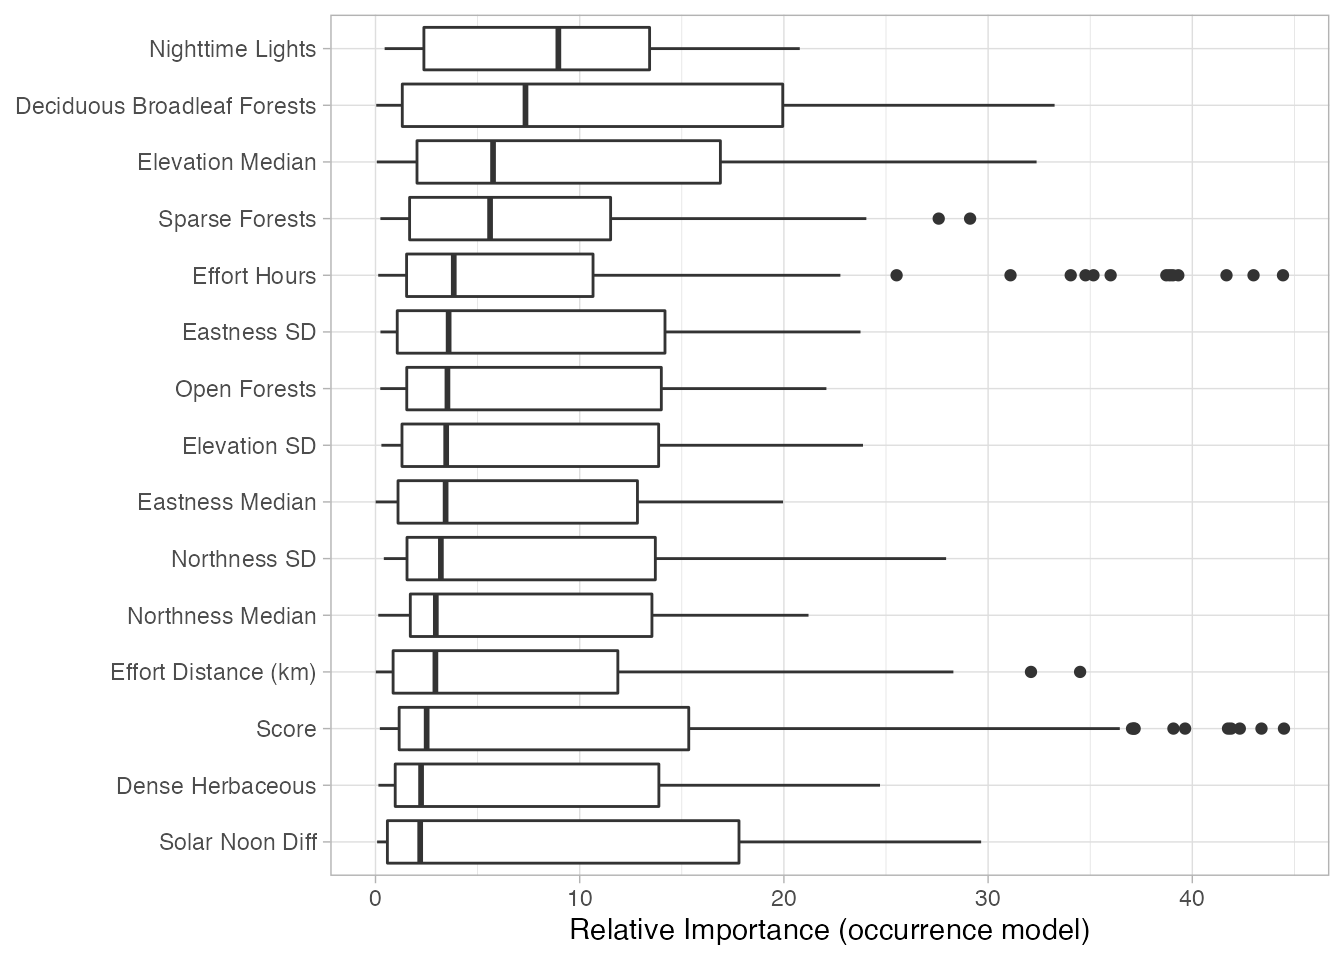 Nighttime Lights
Deciduous Broadleaf Forests
Elevation Median
Sparse Forests
Effort Hours
Eastness SD
Open Forests
Elevation SD
Eastness Median
Northness SD
Northness Median
Effort Distance (km)
Score
Dense Herbaceous
Solar Noon Diff
0 10 20 30 40
Relative Importance (occurrence model)